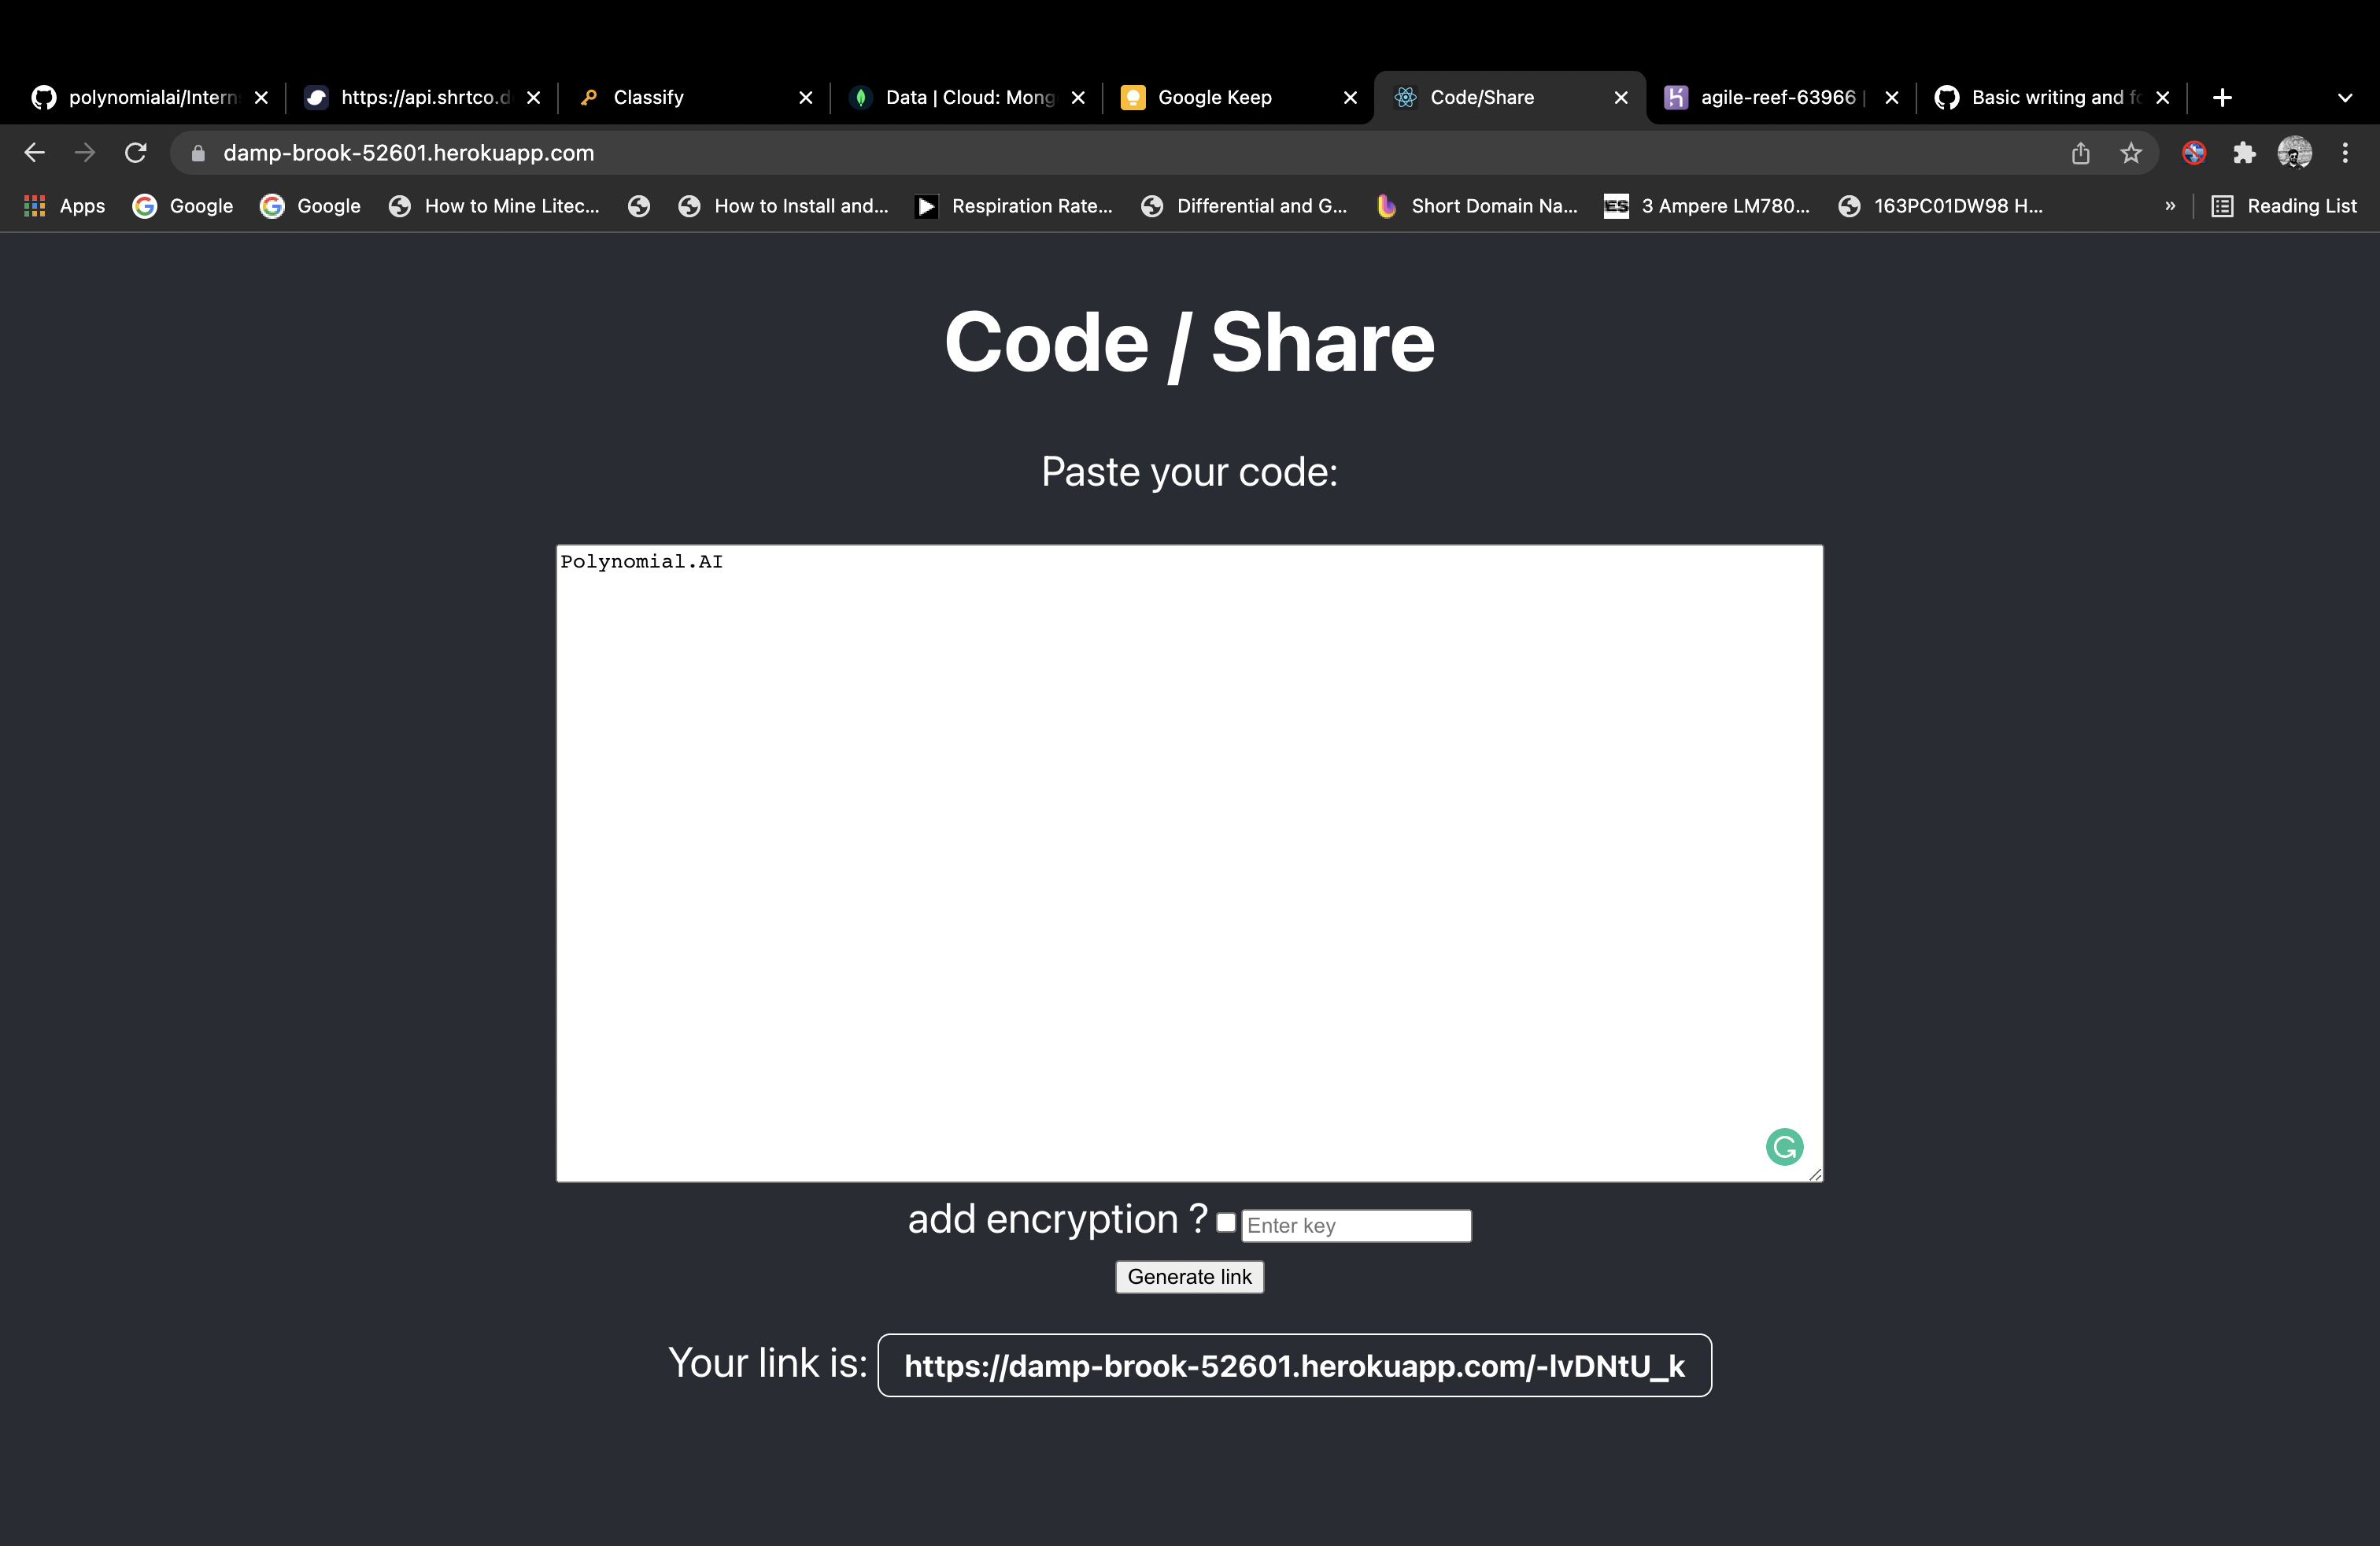 polynomialai/Intern
https://api.shrtco.d
Classify
Data | Cloud: Mong
Google Keep
Code/Share
agile-reef-63966 |
Basic writing and fo
damp-brook-52601.herokuapp.com
Apps
Google
Google
How to Mine Litec...
How to Install and...
Respiration Rate...
Differential and G...
Short Domain Na...
ES
3 Ampere LM780...
163PC01DW98 H...
»
Reading List
Code / Share
Paste your code:
Polynomial.AI
add encryption ?
Enter key
Generate link
Your link is: https://damp-brook-52601.herokuapp.com/-lvDNtU_k